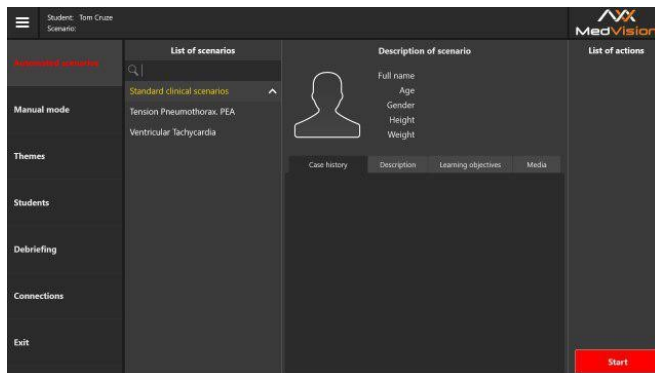 Student: Tom Cruze
Scenario:
MedVision
Automated scenarios
Manual mode
Themes
Students
Debriefing
Connections
Exit
List of scenarios
Standard clinical scenarios
Tension Pneumothorax. PEA
Ventricular Tachycardia
Description of scenario
Full name
Age
Gender
Height
Weight
Case history Description Learning objectives Media
List of actions
Start